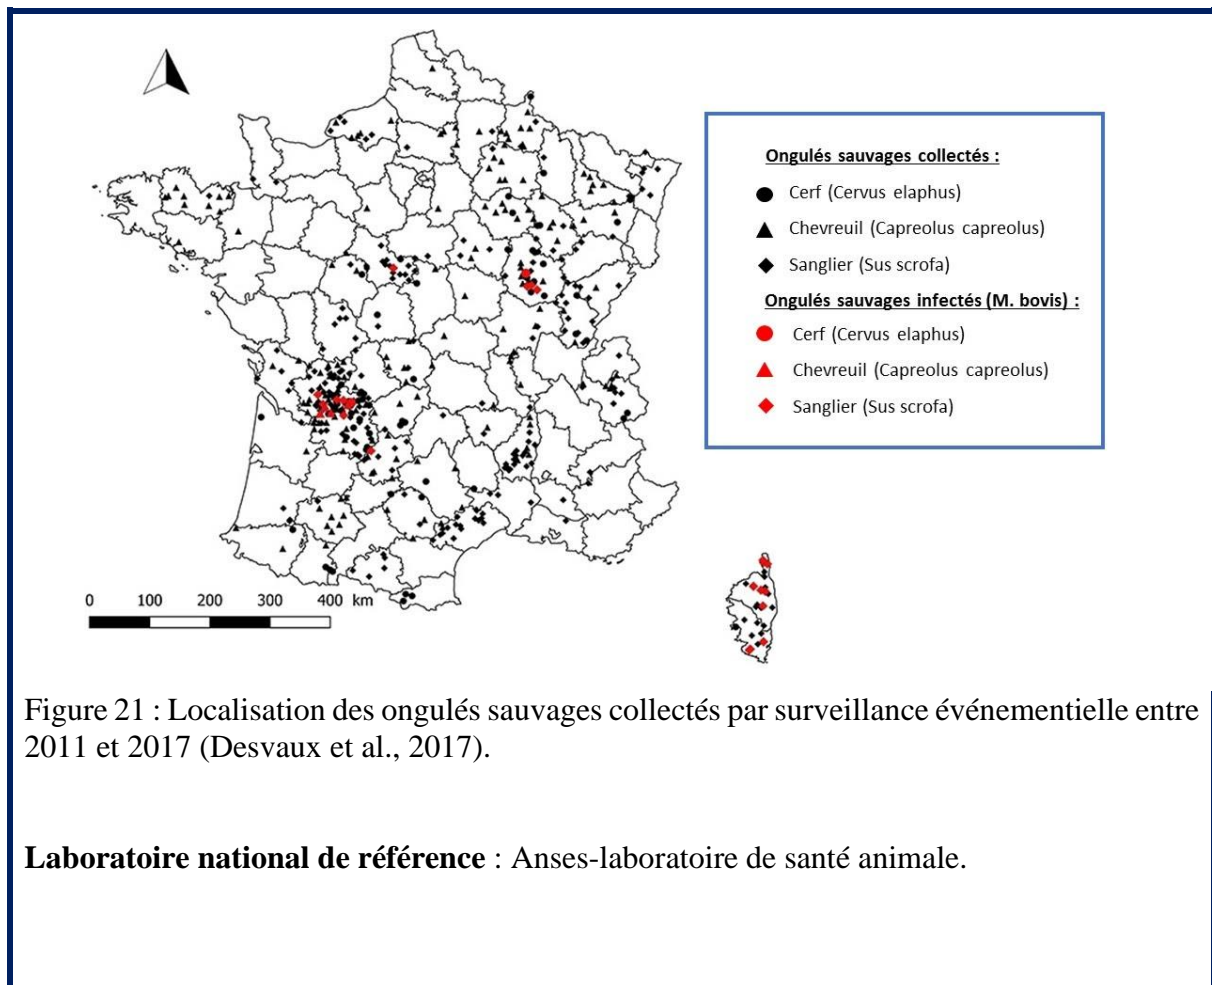 Ongulés sauvages collectés :
Cerf (Cervus elaphus)
Chevreuil (Capreolus capreolus)
Sanglier (Sus scrofa)
Ongulés sauvages infectés (M. bovis) :
Cerf (Cervus elaphus)
Chevreuil (Capreolus capreolus)
Sanglier (Sus scrofa)
0 100 200 300 400 km
Figure 21 : Localisation des ongulés sauvages collectés par surveillance événementielle entre
2011 et 2017 (Desvaux et al., 2017).
Laboratoire national de référence : Anses-laboratoire de santé animale.